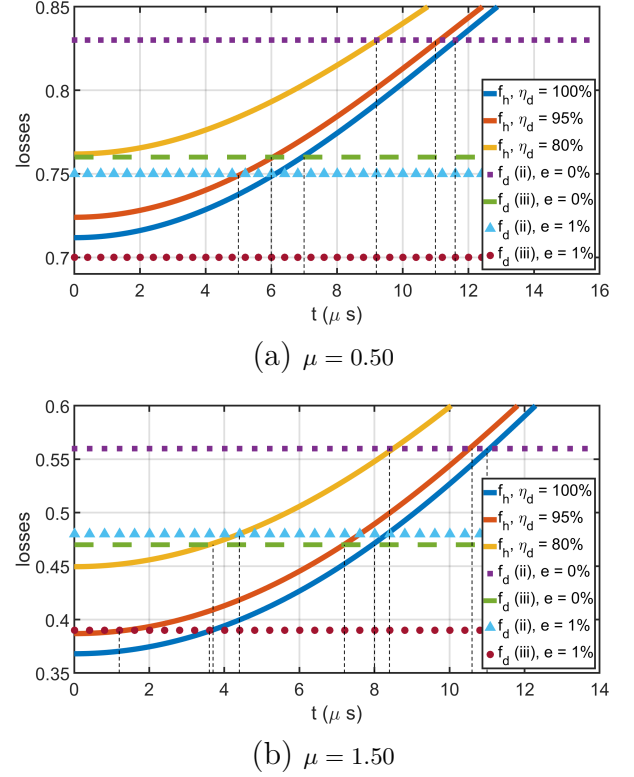 0.85
0.8
0.75
0.7
losses
f_h, η_d = 100%
f_h, η_d = 95%
f_h, η_d = 80%
f_d (ii), e = 0%
f_d (iii), e = 0%
f_d (ii), e = 1%
f_d (iii), e = 1%
0 2 4 6 8 10 12 14 16
t (μ s)
(a) μ = 0.50
0.6
0.55
0.5
0.45
0.4
0.35
losses
f_h, η_d = 100%
f_h, η_d = 95%
f_h, η_d = 80%
f_d (ii), e = 0%
f_d (iii), e = 0%
f_d (ii), e = 1%
f_d (iii), e = 1%
0 2 4 6 8 10 12 14
t (μ s)
(b) μ = 1.50